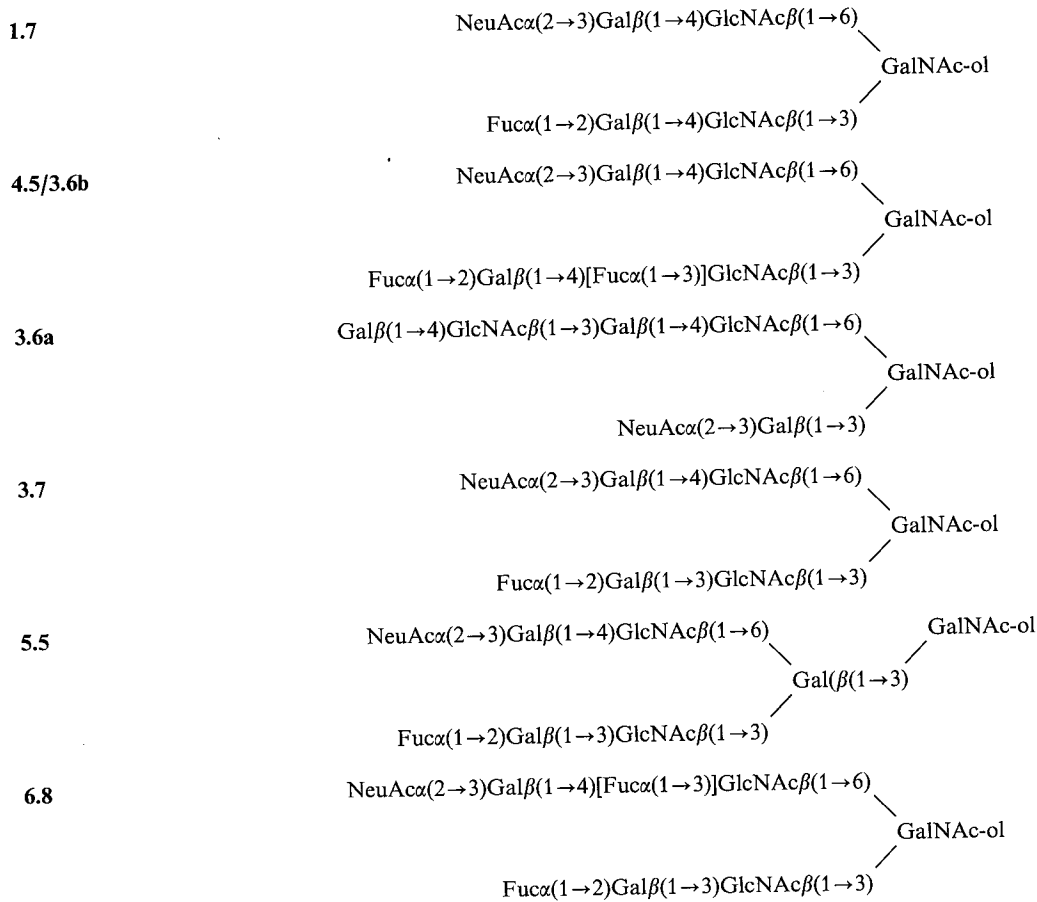 1.7 NeuAcα(2→3)Galβ(1→4)GlcNAcβ(1→6)
GalNAc-ol
Fucα(1→2)Galβ(1→4)GlcNAcβ(1→3)
4.5/3.6b NeuAcα(2→3)Galβ(1→4)GlcNAcβ(1→6)
GalNAc-ol
Fucα(1→2)Galβ(1→4)[Fucα(1→3)]GlcNAcβ(1→3)
3.6a Galβ(1→4)GlcNAcβ(1→3)Galβ(1→4)GlcNAcβ(1→6)
GalNAc-ol
NeuAcα(2→3)Galβ(1→3)
3.7 NeuAcα(2→3)Galβ(1→4)GlcNAcβ(1→6)
GalNAc-ol
Fucα(1→2)Galβ(1→3)GlcNAcβ(1→3)
5.5 NeuAcα(2→3)Galβ(1→4)GlcNAcβ(1→6) GalNAc-ol
Gal(β(1→3)
Fucα(1→2)Galβ(1→3)GlcNAcβ(1→3)
6.8 NeuAcα(2→3)Galβ(1→4)[Fucα(1→3)]GlcNAcβ(1→6)
GalNAc-ol
Fucα(1→2)Galβ(1→3)GlcNAcβ(1→3)